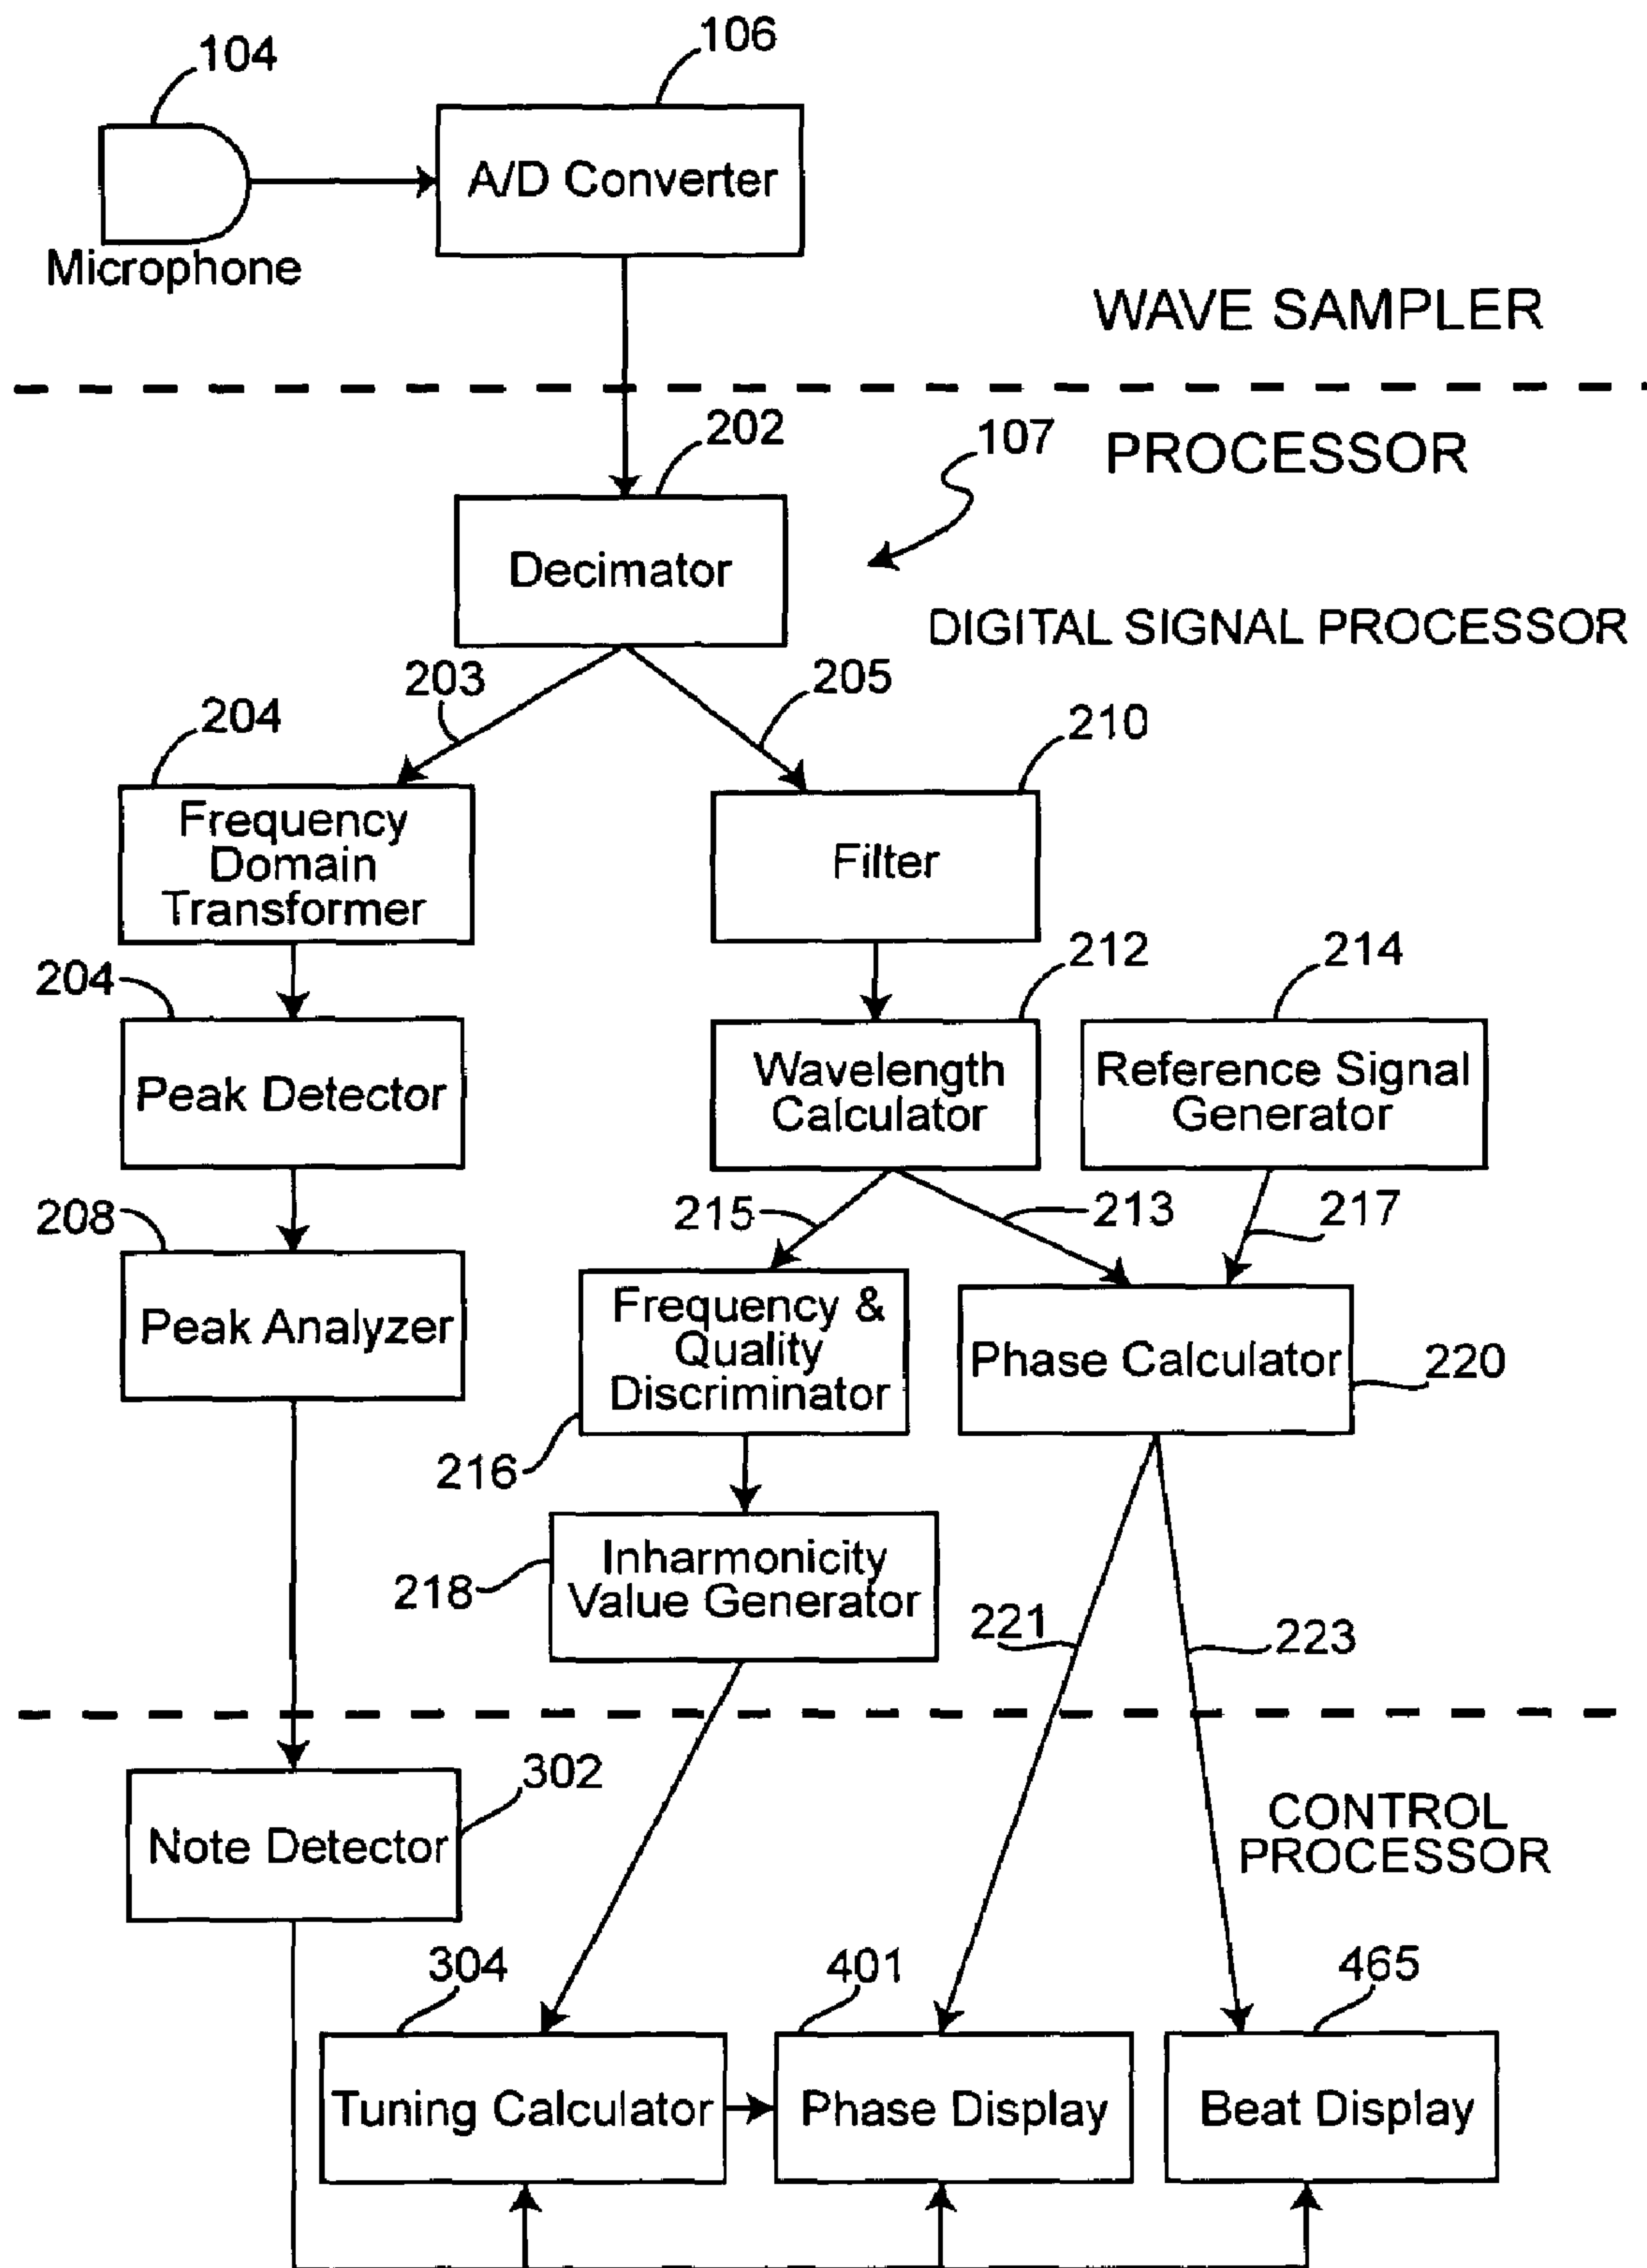 104
106
A/D Converter
Microphone
WAVE SAMPLER
202
107
PROCESSOR
Decimator
DIGITAL SIGNAL PROCESSOR
203
205
204
210
Frequency
Domain
Transformer
Filter
204
212
214
Peak Detector
Wavelength
Calculator
Reference Signal
Generator
208
215
213
217
Peak Analyzer
Frequency &
Quality
Discriminator
Phase Calculator
220
216
218
Inharmonicity
Value Generator
221
223
302
Note Detector
CONTROL
PROCESSOR
304
401
465
Tuning Calculator
Phase Display
Beat Display